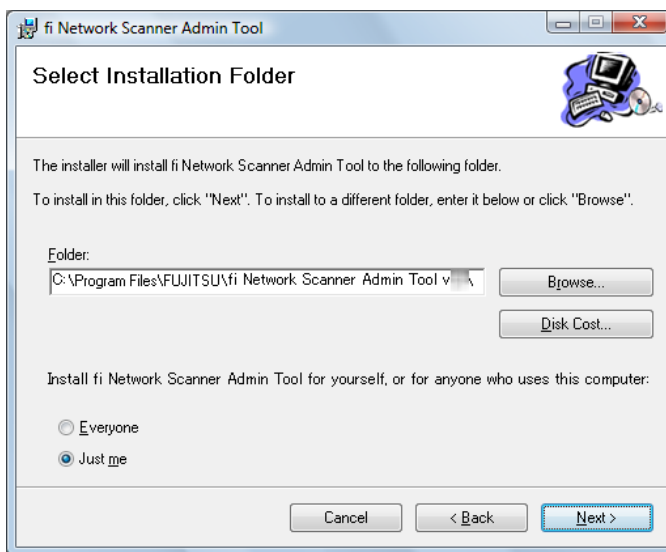 fi Network Scanner Admin Tool
Select Installation Folder
The installer will install fi Network Scanner Admin Tool to the following folder.
To install in this folder, click "Next". To install to a different folder, enter it below or click "Browse".
Folder:
C:\Program Files\FUJITSU\fi Network Scanner Admin Tool v \
Browse...
Disk Cost...
Install fi Network Scanner Admin Tool for yourself, or for anyone who uses this computer:
Everyone
Just me
Cancel
< Back
Next >